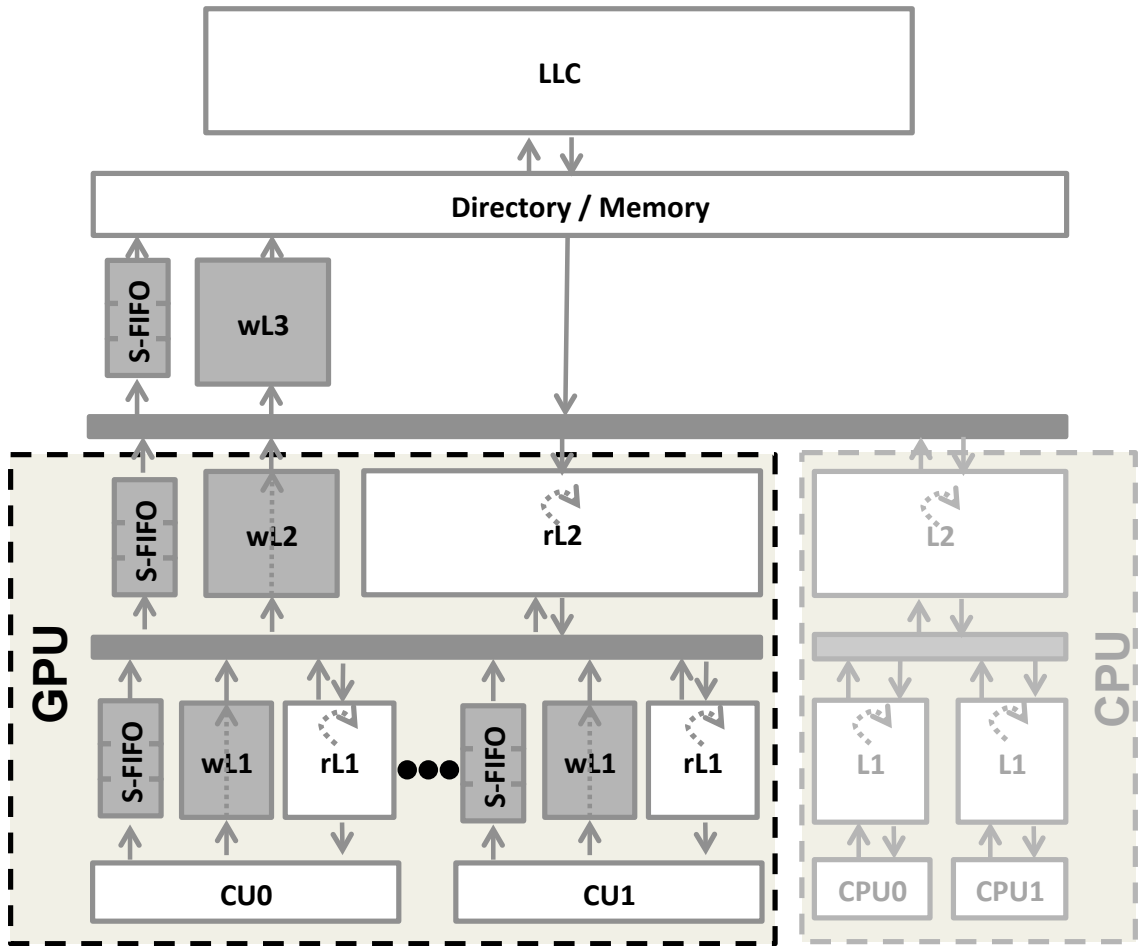 LLC
Directory / Memory
S-FIFO
wL3
S-FIFO
wL2
rL2
L2
GPU
CPU
S-FIFO
wL1
rL1
S-FIFO
wL1
rL1
L1
L1
CU0
CU1
CPU0
CPU1